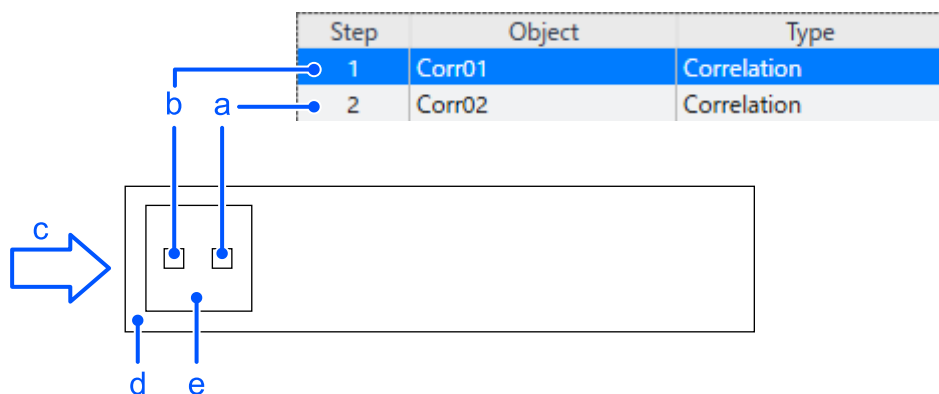 Step Object Type
1 Corr01 Correlation
2 Corr02 Correlation
b a
c
d e